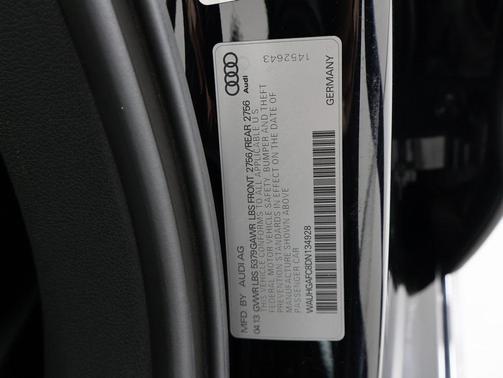 MFD BY AUDI AG
04 13 GVWR LBS 5379 GAWR LBS FRONT 2756/REAR 2756
THIS VEHICLE CONFORMS TO ALL APPLICABLE U.S.
FEDERAL MOTOR VEHICLE SAFETY, BUMPER AND THEFT
PREVENTION STANDARDS IN EFFECT ON THE DATE OF
MANUFACTURE SHOWN ABOVE
PASSENGER CAR
WAUHGAFC8DN134928
Audi
1452643
GERMANY